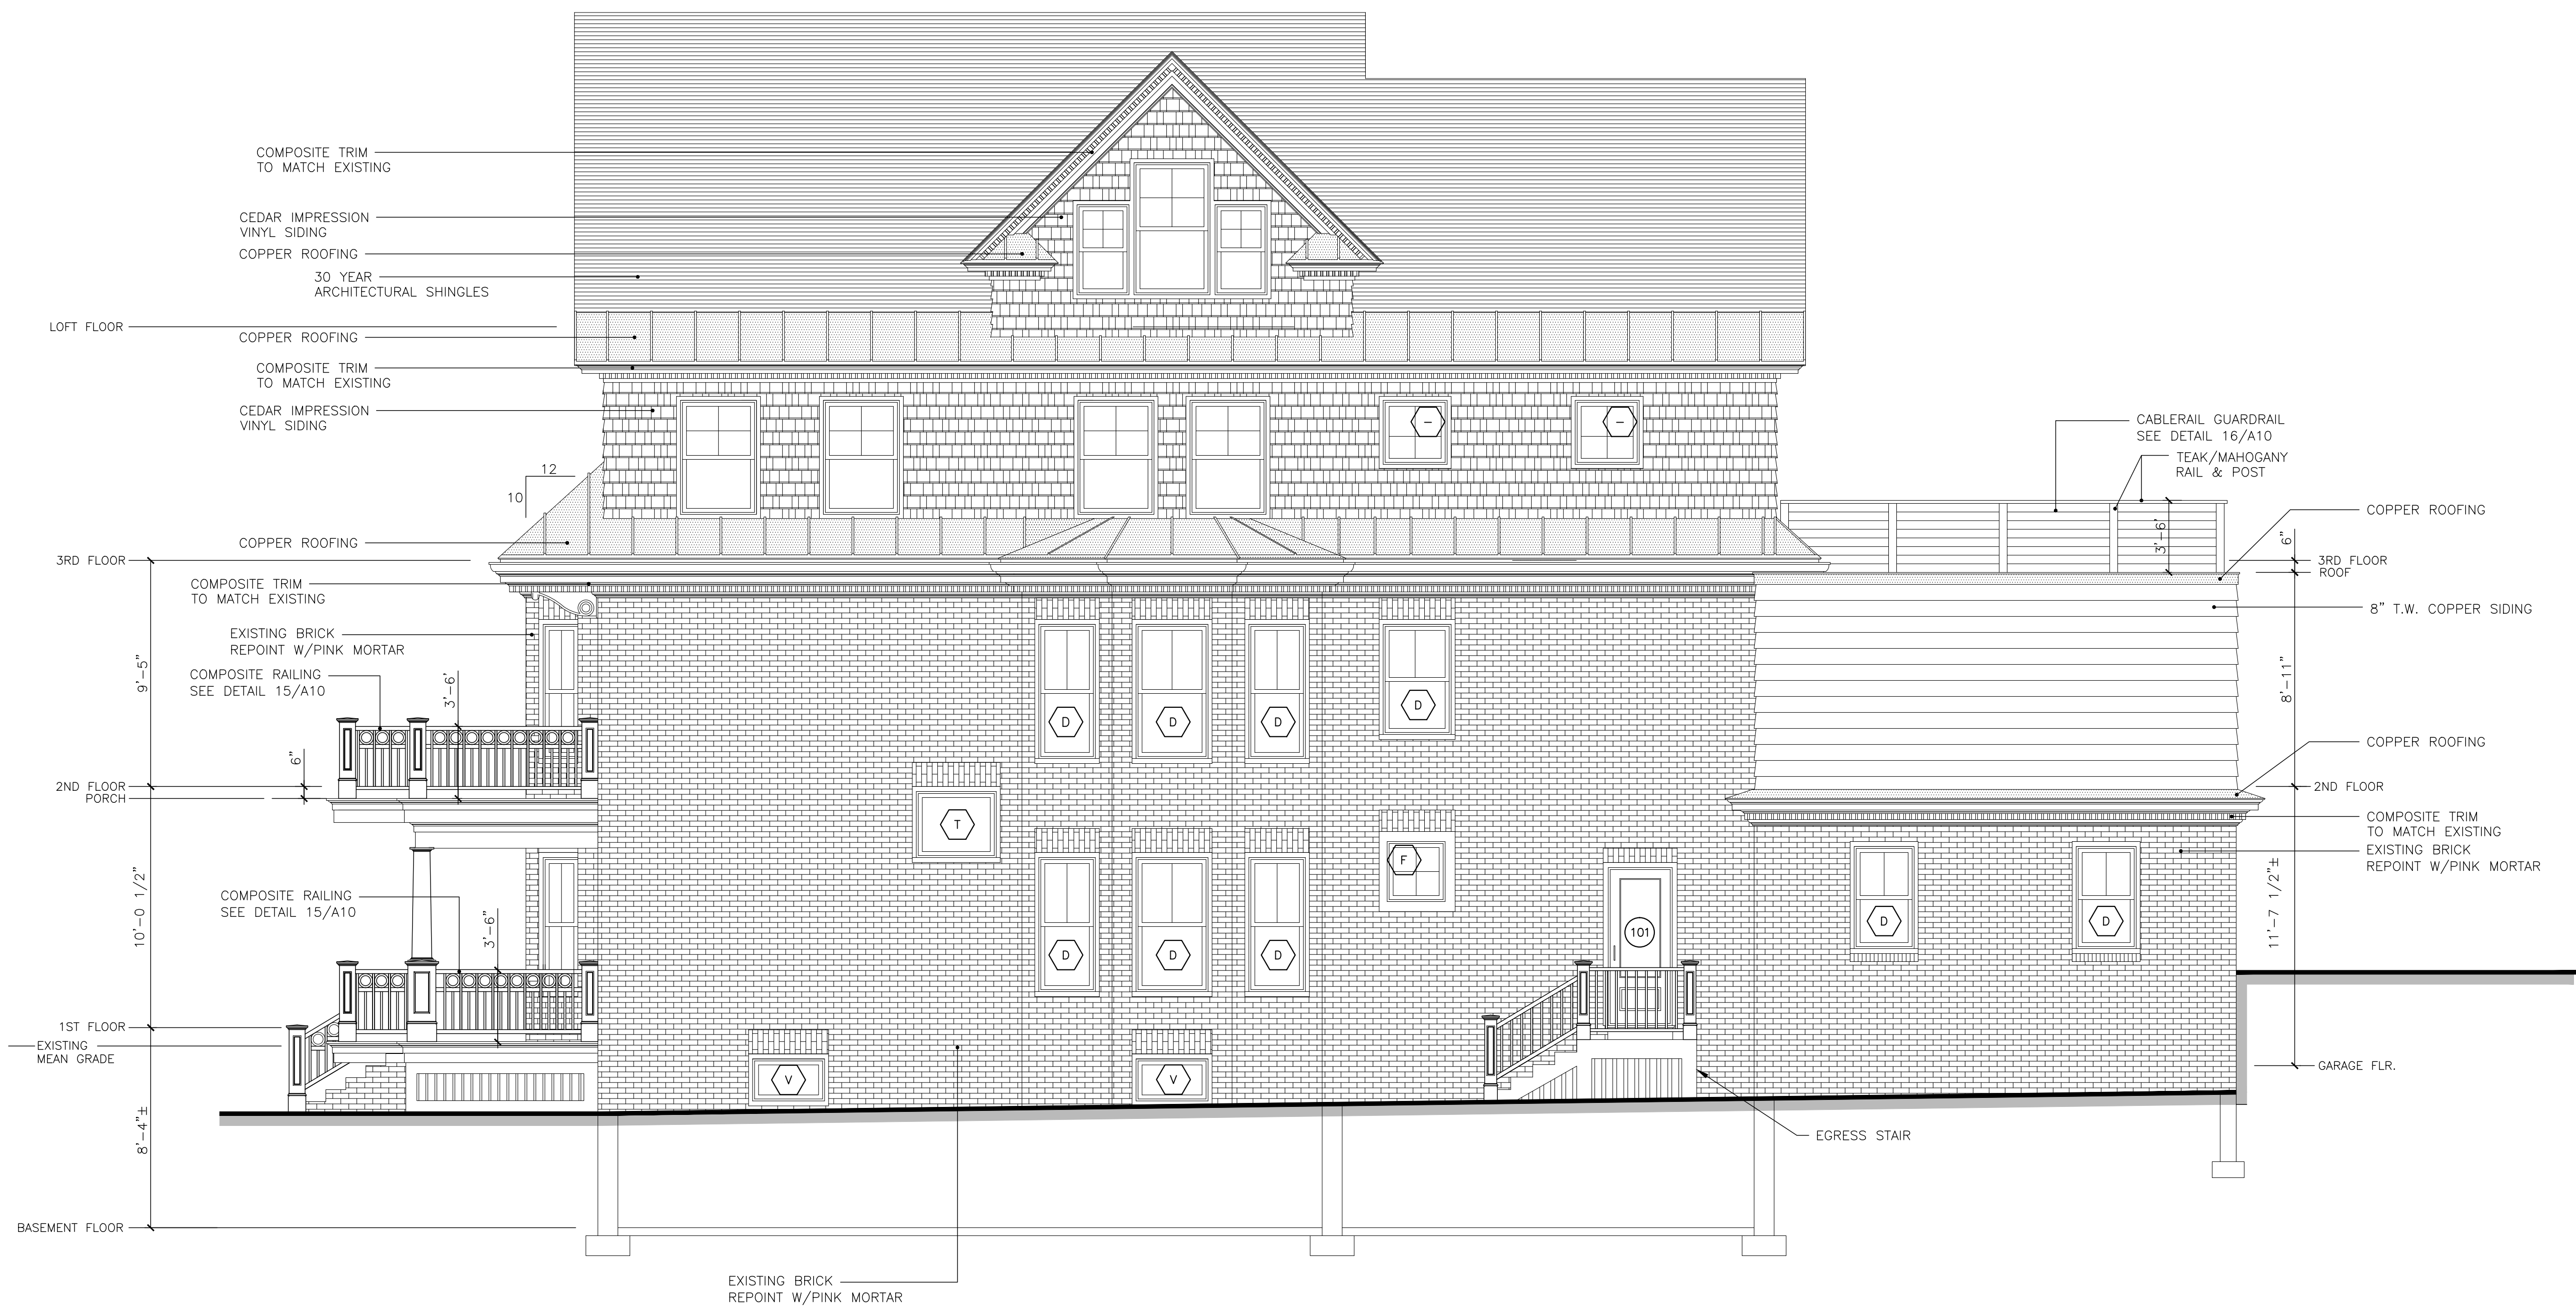 COMPOSITE TRIM
TO MATCH EXISTING
CEDAR IMPRESSION
VINYL SIDING
COPPER ROOFING
30 YEAR
ARCHITECTURAL SHINGLES
LOFT FLOOR
COPPER ROOFING
COMPOSITE TRIM
TO MATCH EXISTING
CEDAR IMPRESSION
VINYL SIDING
12
10
COPPER ROOFING
3RD FLOOR
COMPOSITE TRIM
TO MATCH EXISTING
EXISTING BRICK
REPOINT W/PINK MORTAR
9'-5"
COMPOSITE RAILING
SEE DETAIL 15/A10
3'-6'
6"
2ND FLOOR
PORCH
10'-0 1/2"
COMPOSITE RAILING
SEE DETAIL 15/A10
3'-6"
1ST FLOOR
EXISTING
MEAN GRADE
8'-4"±
BASEMENT FLOOR
EXISTING BRICK
REPOINT W/PINK MORTAR
–
–
D
D
D
D
T
F
D
D
D
101
D
D
V
V
EGRESS STAIR
CABLERAIL GUARDRAIL
SEE DETAIL 16/A10
TEAK/MAHOGANY
RAIL & POST
3'-6'
COPPER ROOFING
6"
3RD FLOOR
ROOF
8" T.W. COPPER SIDING
8'-11"
COPPER ROOFING
2ND FLOOR
COMPOSITE TRIM
TO MATCH EXISTING
EXISTING BRICK
REPOINT W/PINK MORTAR
11'-7 1/2"±
GARAGE FLR.